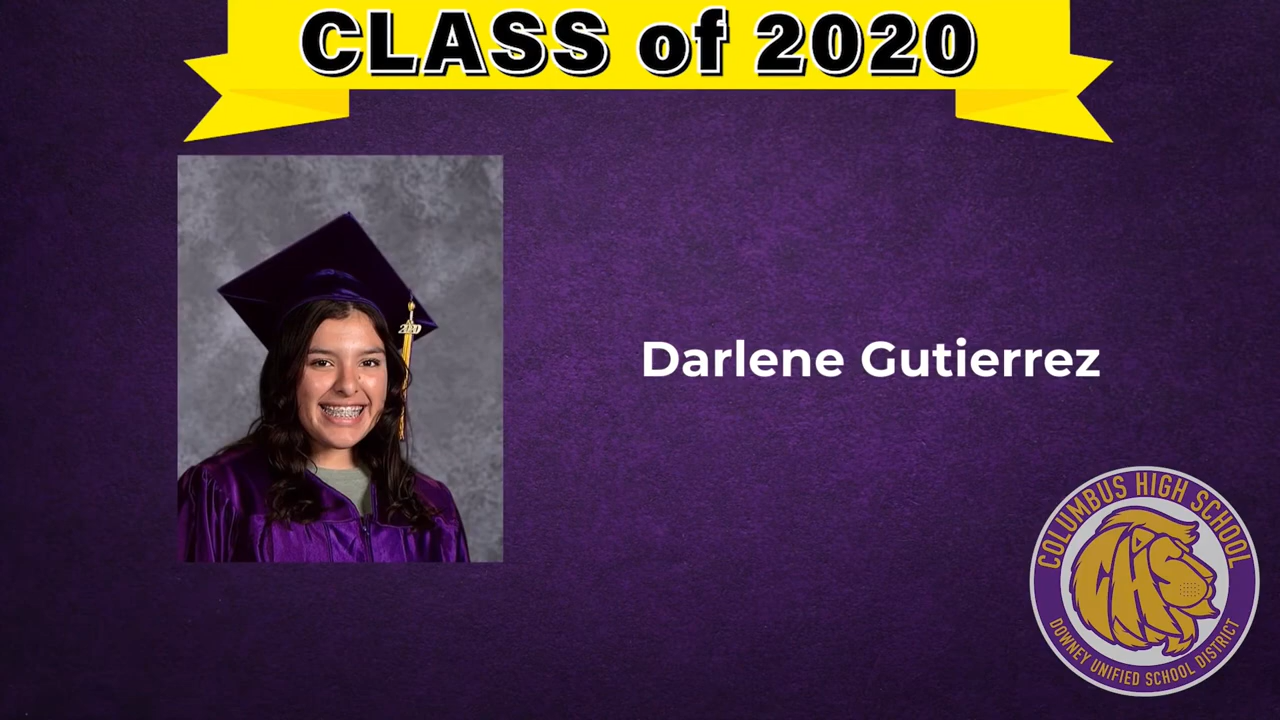 CLASS of 2020
2020
Darlene Gutierrez
COLUMBUS HIGH SCHOOL
CHS
DOWNEY UNIFIED SCHOOL DISTRICT